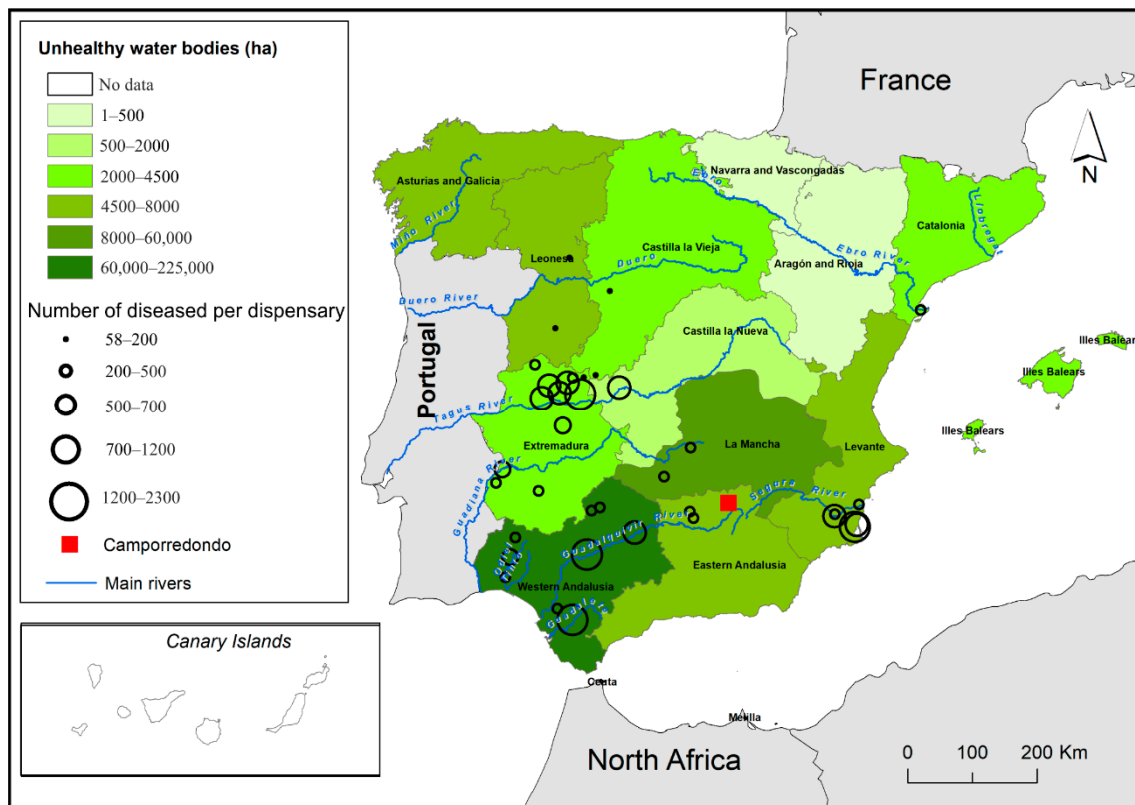 Unhealthy water bodies (ha)
No data
1–500
500–2000
2000–4500
4500–8000
8000–60,000
60,000–225,000
Number of diseased per dispensary
58–200
200–500
500–700
700–1200
1200–2300
Camporredondo
Main rivers
Canary Islands
France
N
Asturias and Galicia
Navarra and Vascongadas
Ebro
Catalonia
Llobregat
Miño River
Leonesa
Castilla la Vieja
Duero
Ebro River
Aragón and Rioja
Duero River
Castilla la Nueva
Portugal
Illes Balears
Illes Balears
Illes Balears
Tagus River
Extremadura
La Mancha
Levante
Guadiana River
Segura River
Guadalquivir River
Odiel
Tinto
Western Andalusia
Eastern Andalusia
Guadalete
Ceuta
Melilla
North Africa
0 100 200 Km